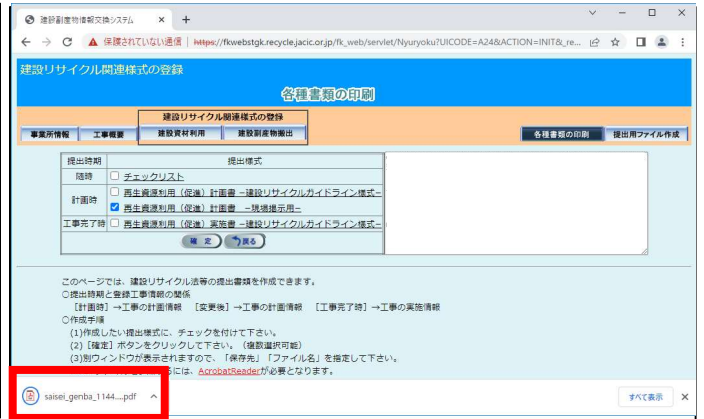 建設副産物情報交換システム
保護されていない通信 | https://fkwebstgk.recycle.jacic.or.jp/fk_web/servlet/Nyuryoku?UICODE=A24&ACTION=INIT&_re...
建設リサイクル関連様式の登録
各種書類の印刷
建設リサイクル関連様式の登録
事業所情報 工事概要 建設資材利用 建設副産物搬出 各種書類の印刷 提出用ファイル作成
提出時期 提出様式
随時 チェックリスト
計画時 再生資源利用（促進）計画書 −建設リサイクルガイドライン様式−
再生資源利用（促進）計画書 −現場掲示用−
工事完了時 再生資源利用（促進）実施書 −建設リサイクルガイドライン様式−
確 定 戻る
このページでは、建設リサイクル法等の提出書類を作成できます。
○提出時期と登録工事情報の関係
［計画時］→工事の計画情報 ［変更後］→工事の計画情報 ［工事完了時］→工事の実施情報
○作成手順
(1)作成したい提出様式に、チェックを付けて下さい。
(2)［確定］ボタンをクリックして下さい。（複数選択可能）
(3)別ウィンドウが表示されますので、「保存先」「ファイル名」を指定して下さい。
るには、AcrobatReaderが必要となります。
saisei_genba_1144....pdf すべて表示